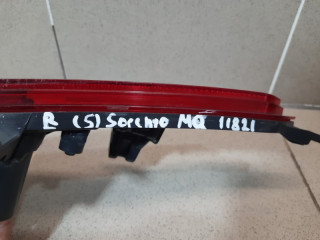 R (5) Sorento MQ 11821